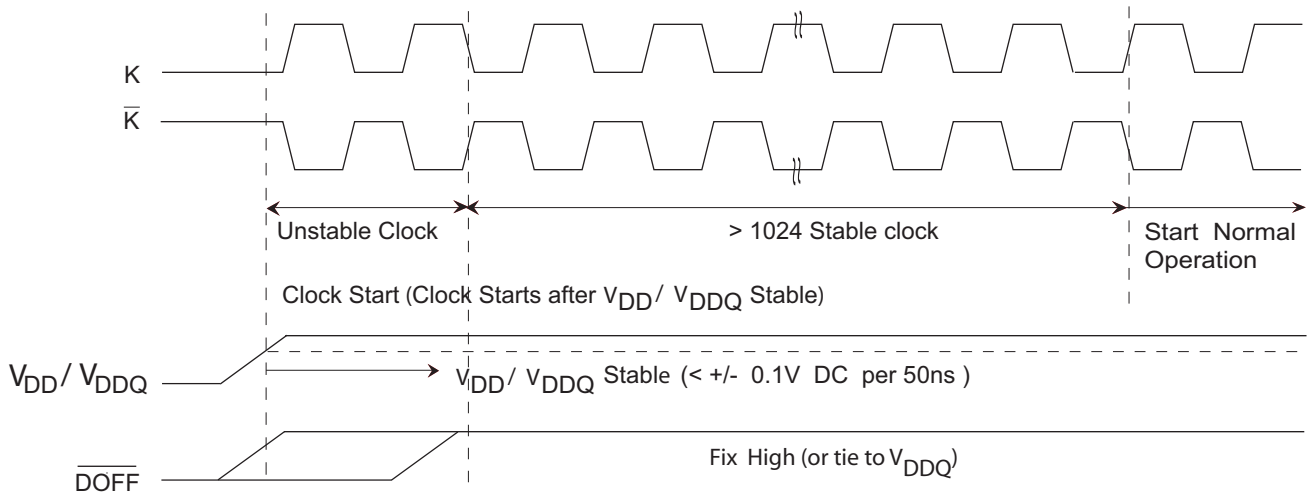 K
K
Unstable Clock
> 1024 Stable clock
Start Normal
Operation
Clock Start (Clock Starts after VDD / VDDQ Stable)
VDD / VDDQ
VDD / VDDQ Stable (< +/- 0.1V DC per 50ns )
Fix High (or tie to VDDQ)
DOFF